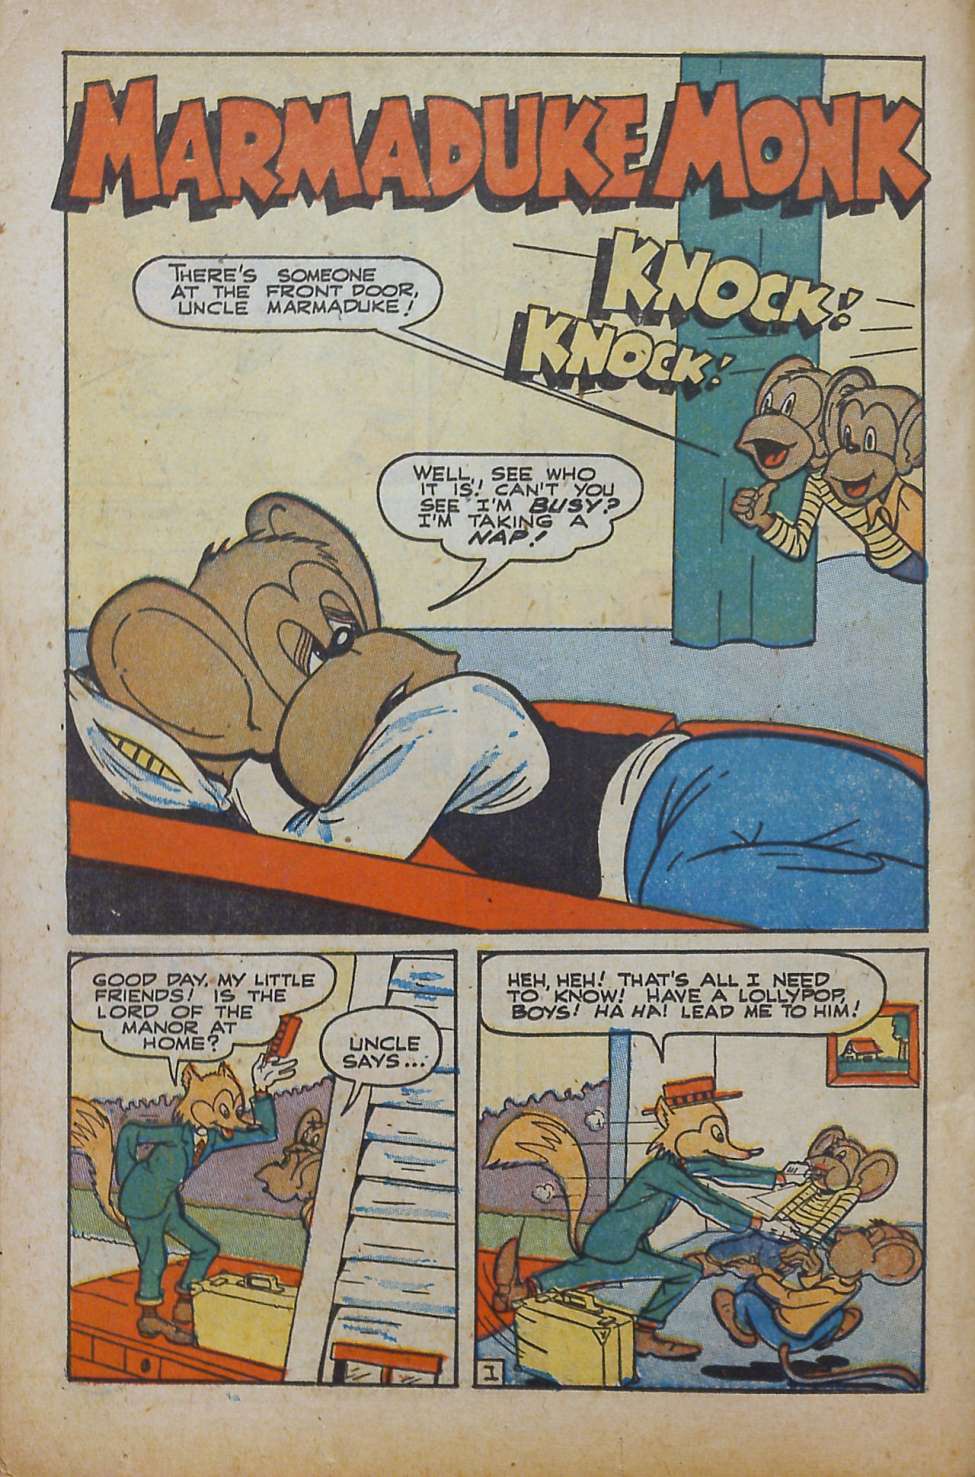 MARMADUKE MONK
THERE'S SOMEONE
AT THE FRONT DOOR,
UNCLE MARMADUKE!
KNOCK!
KNOCK!
WELL, SEE WHO
IT IS! CAN'T YOU
SEE I'M BUSY?
I'M TAKING A
NAP!
GOOD DAY, MY LITTLE
FRIENDS! IS THE
LORD OF THE
MANOR AT
HOME?
UNCLE
SAYS...
HEH, HEH! THAT'S ALL I NEED
TO KNOW! HAVE A LOLLYPOP,
BOYS! HA HA! LEAD ME TO HIM!
1